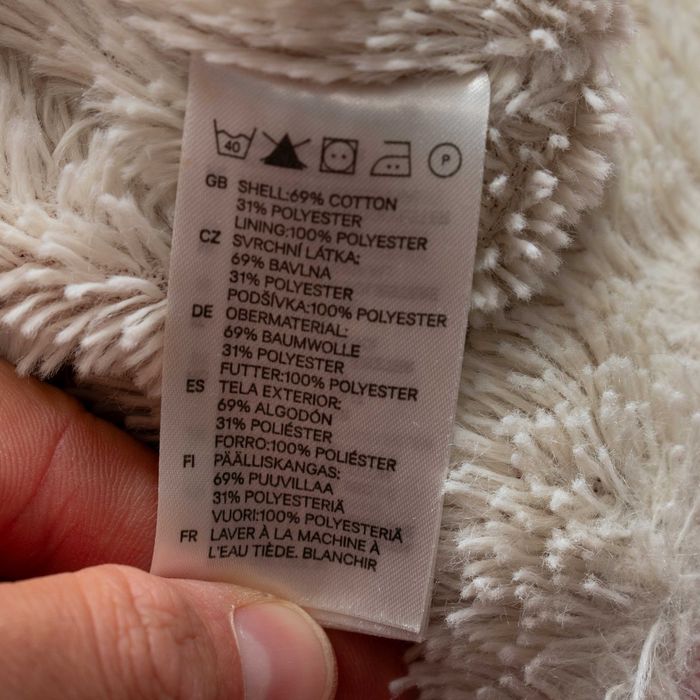 40 P
GB SHELL:69% COTTON
31% POLYESTER
LINING:100% POLYESTER
CZ SVRCHNÍ LÁTKA:
69% BAVLNA
31% POLYESTER
PODŠÍVKA:100% POLYESTER
DE OBERMATERIAL:
69% BAUMWOLLE
31% POLYESTER
FUTTER:100% POLYESTER
ES TELA EXTERIOR:
69% ALGODÓN
31% POLIÉSTER
FORRO:100% POLIÉSTER
FI PÄÄLLISKANGAS:
69% PUUVILLAA
31% POLYESTERIÄ
VUORI:100% POLYESTERIÄ
FR LAVER À LA MACHINE À
L'EAU TIÈDE. BLANCHIR